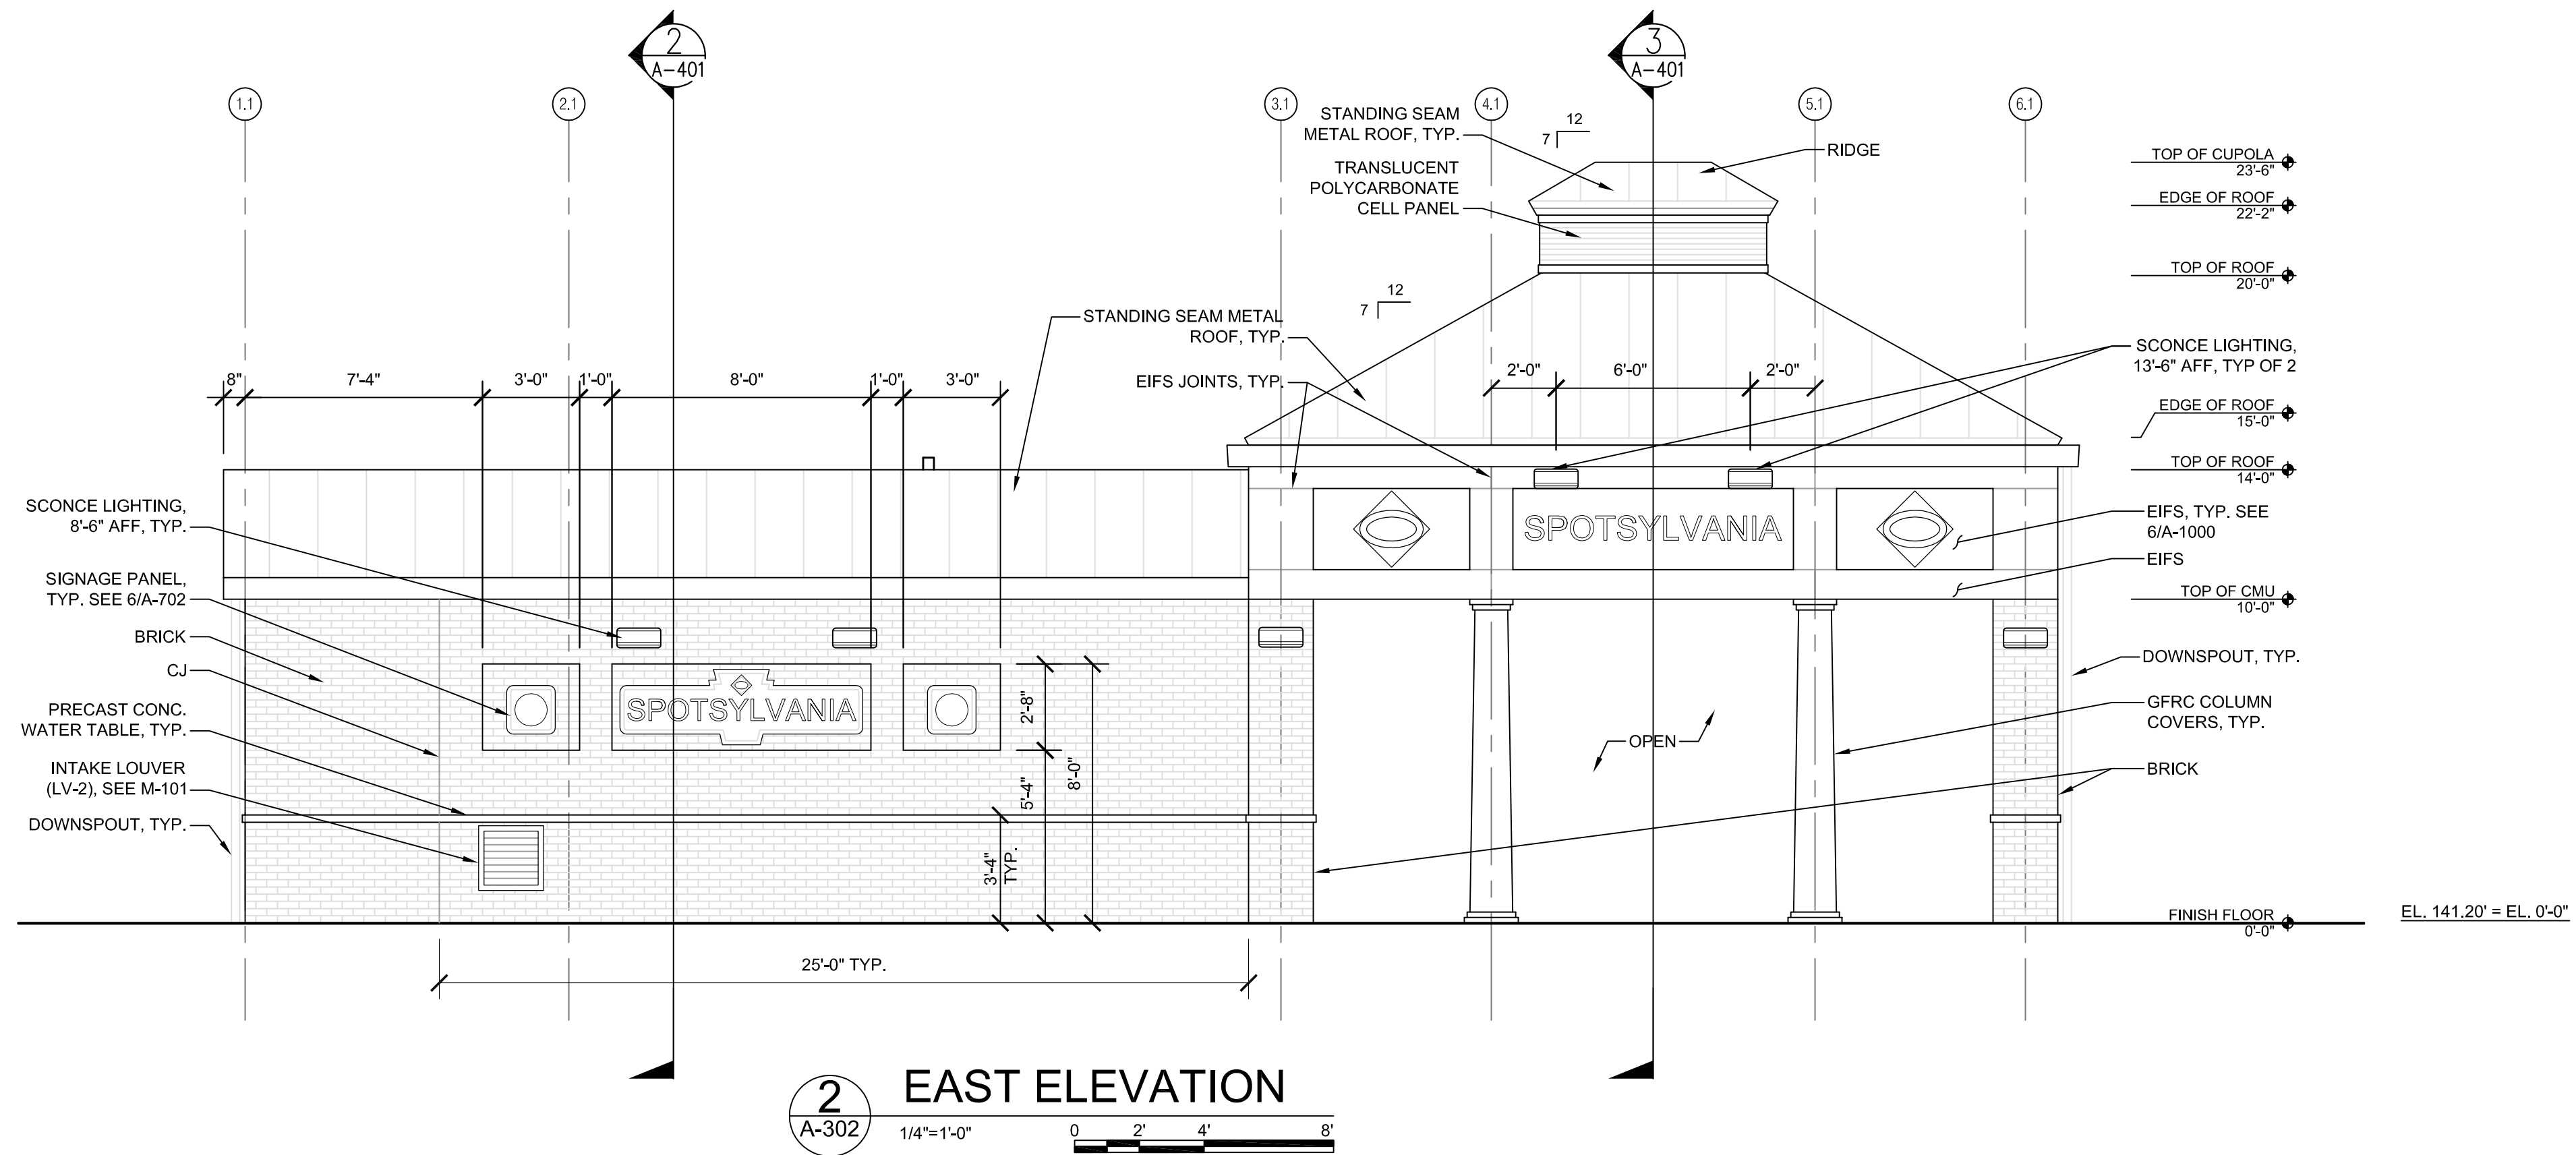 2
A-401
3
A-401
1.1
2.1
3.1
4.1
5.1
6.1
STANDING SEAM
METAL ROOF, TYP.
12
7
RIDGE
TRANSLUCENT
POLYCARBONATE
CELL PANEL
TOP OF CUPOLA
23'-6"
EDGE OF ROOF
22'-2"
TOP OF ROOF
20'-0"
12
7
STANDING SEAM METAL
ROOF, TYP.
SCONCE LIGHTING,
13'-6" AFF, TYP OF 2
8"
7'-4"
3'-0"
1'-0"
8'-0"
1'-0"
3'-0"
EIFS JOINTS, TYP.
2'-0"
6'-0"
2'-0"
EDGE OF ROOF
15'-0"
TOP OF ROOF
14'-0"
SCONCE LIGHTING,
8'-6" AFF, TYP.
SPOTSYLVANIA
EIFS, TYP. SEE
6/A-1000
EIFS
SIGNAGE PANEL,
TYP. SEE 6/A-702
TOP OF CMU
10'-0"
BRICK
CJ
DOWNSPOUT, TYP.
PRECAST CONC.
WATER TABLE, TYP.
SPOTSYLVANIA
2'-8"
GFRC COLUMN
COVERS, TYP.
OPEN
INTAKE LOUVER
(LV-2), SEE M-101
5'-4"
8'-0"
BRICK
DOWNSPOUT, TYP.
3'-4"
TYP.
FINISH FLOOR
0'-0"
EL. 141.20' = EL. 0'-0"
25'-0" TYP.
2
A-302
EAST ELEVATION
1/4"=1'-0"
0 2' 4' 8'